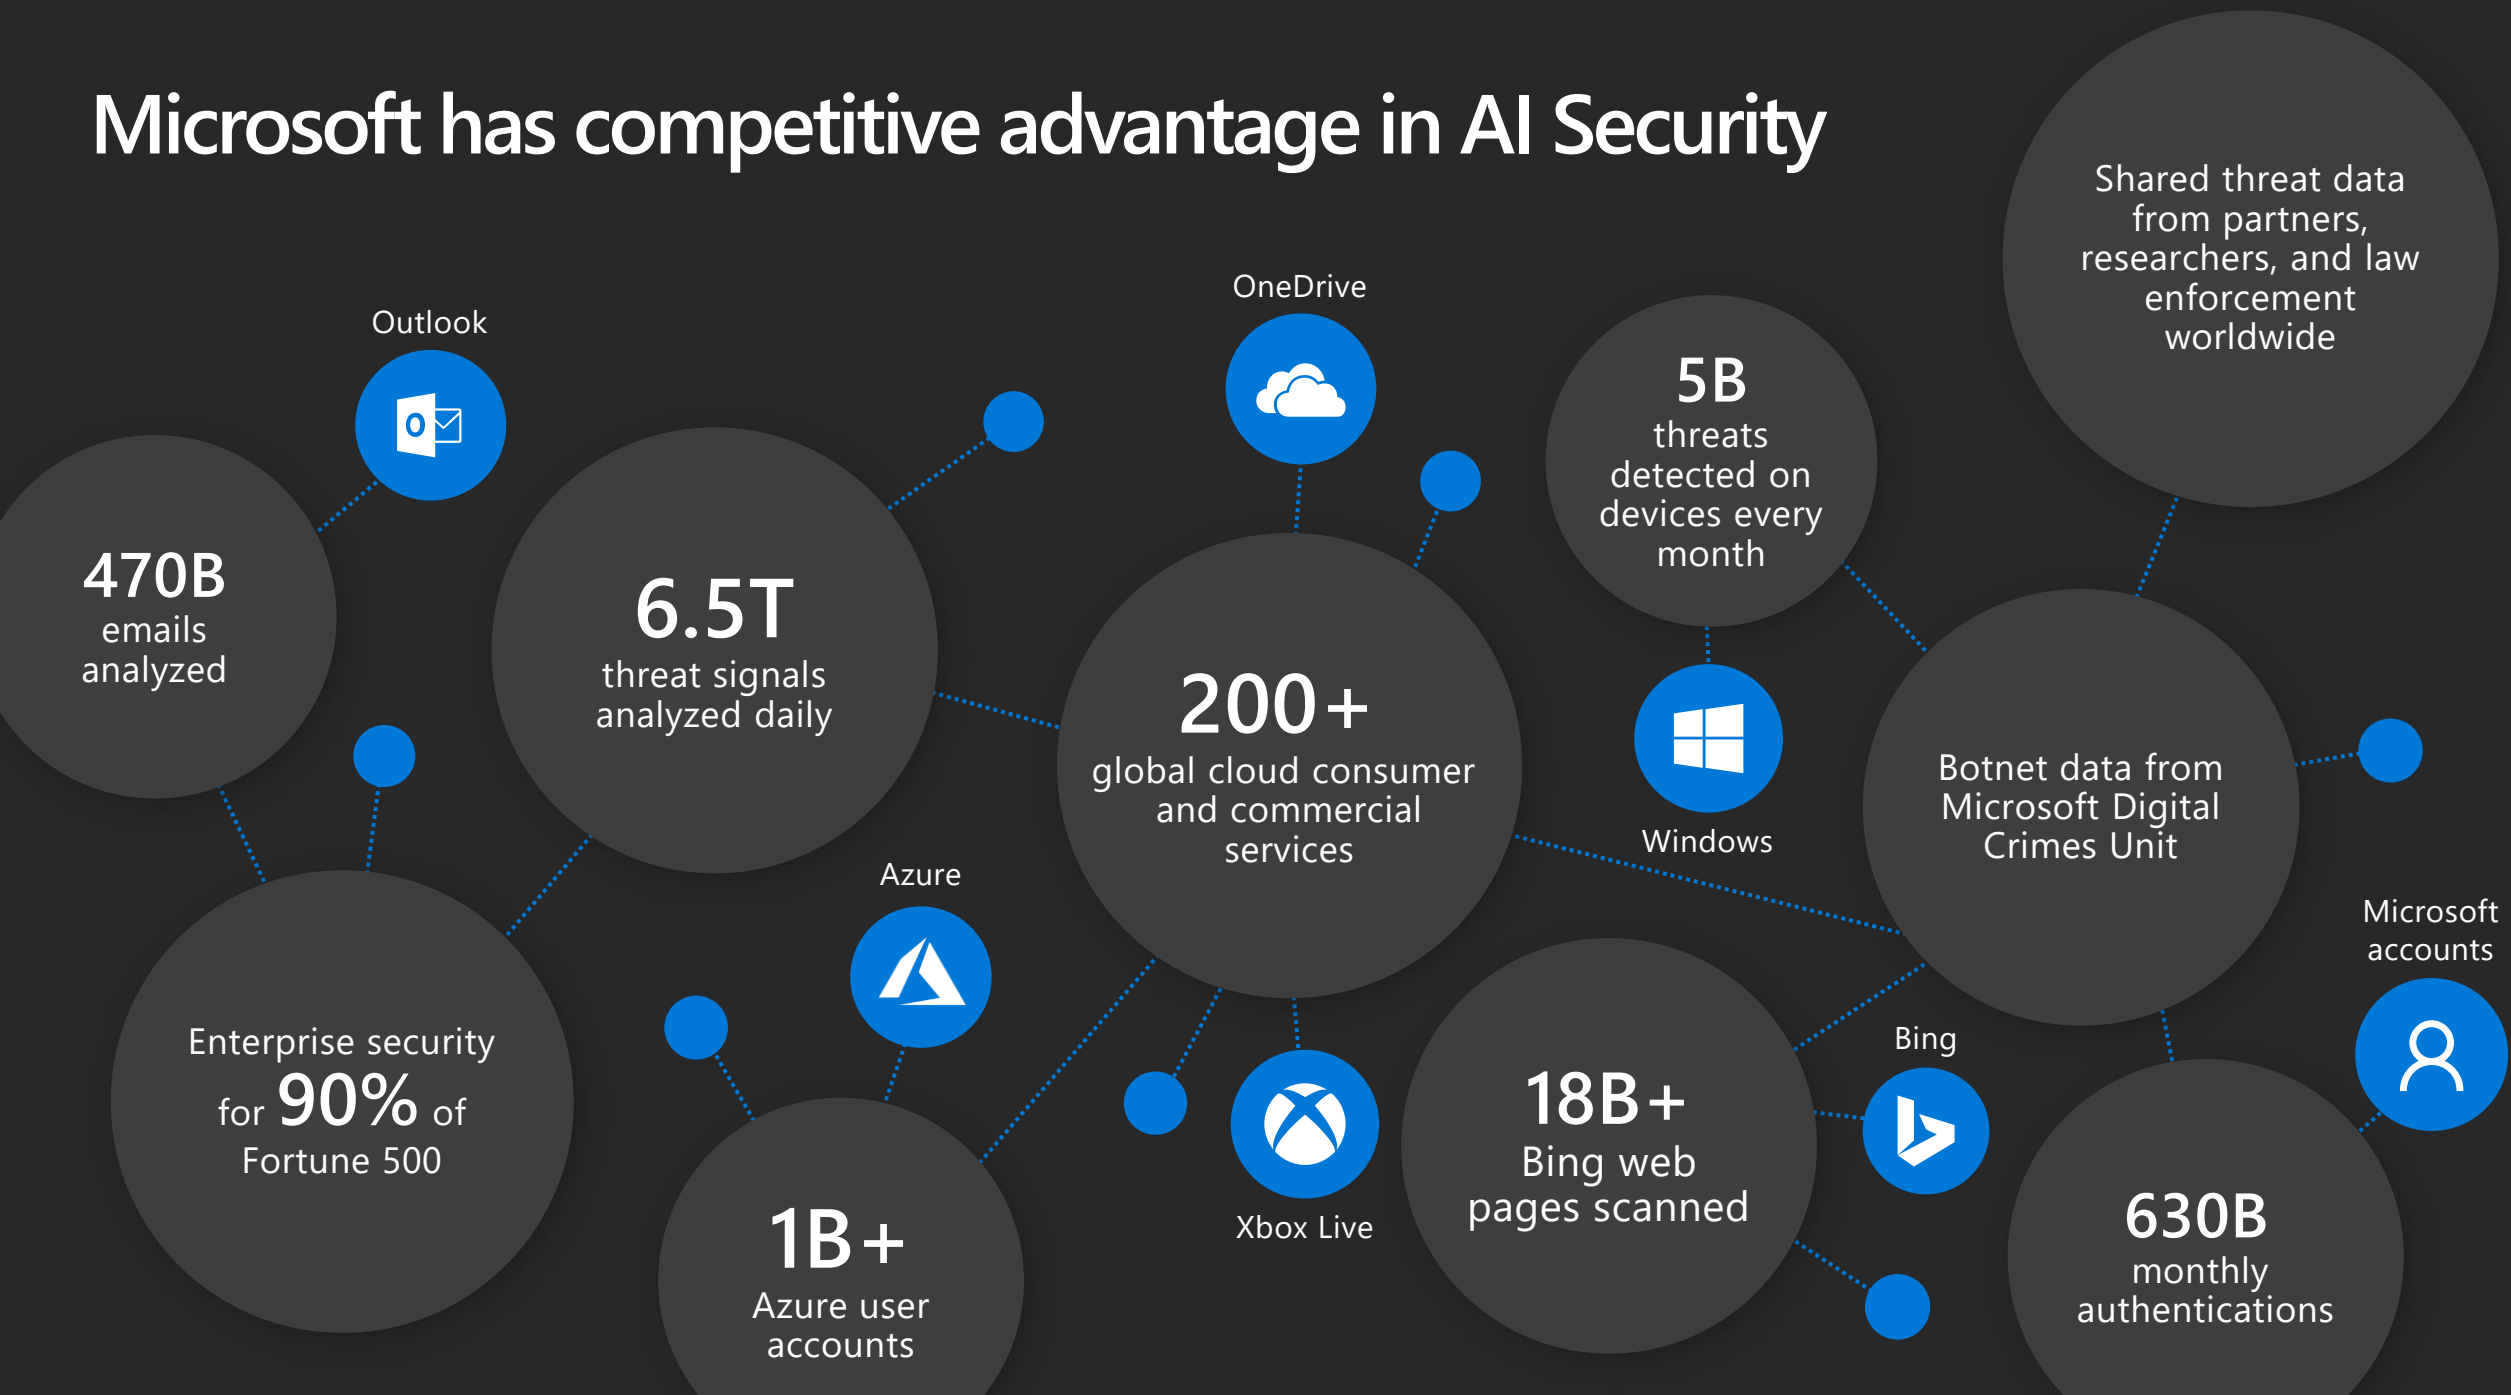 Microsoft has competitive advantage in AI Security
Shared threat data
from partners,
researchers, and law
enforcement
worldwide
Outlook
OneDrive
5B
threats
detected on
devices every
month
470B
emails
analyzed
6.5T
threat signals
analyzed daily
200+
global cloud consumer
and commercial
services
Windows
Botnet data from
Microsoft Digital
Crimes Unit
Azure
Microsoft
accounts
Enterprise security
for 90% of
Fortune 500
1B+
Azure user
accounts
Xbox Live
18B+
Bing web
pages scanned
Bing
630B
monthly
authentications